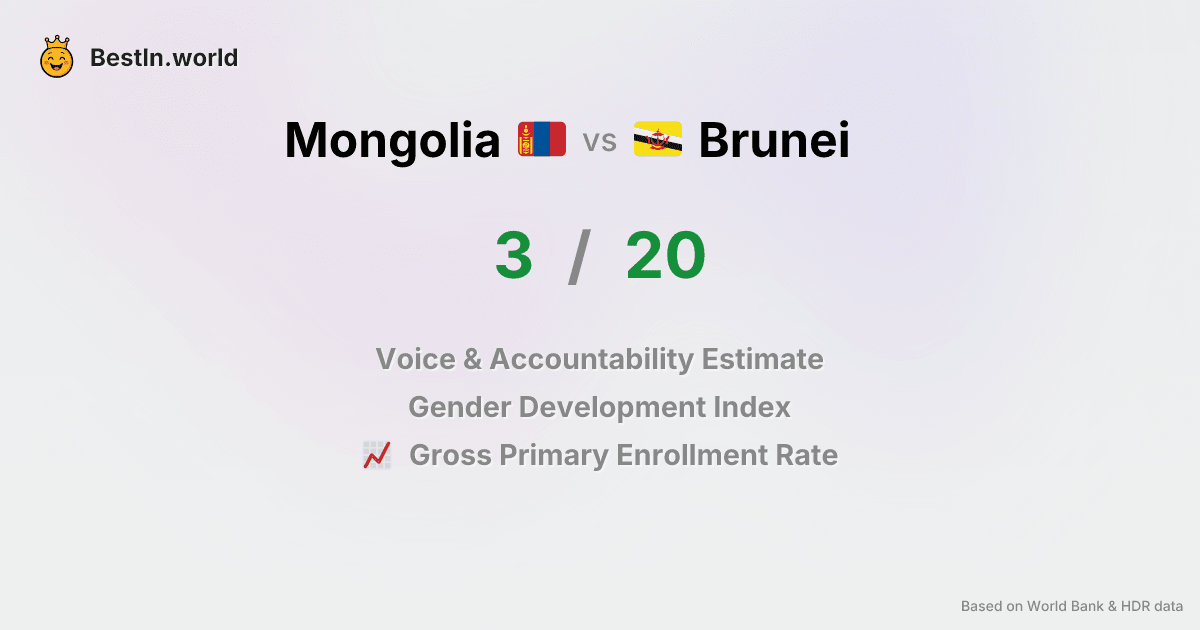 BestIn.world
Mongolia vs Brunei
3 / 20
Voice & Accountability Estimate
Gender Development Index
Gross Primary Enrollment Rate
Based on World Bank & HDR data